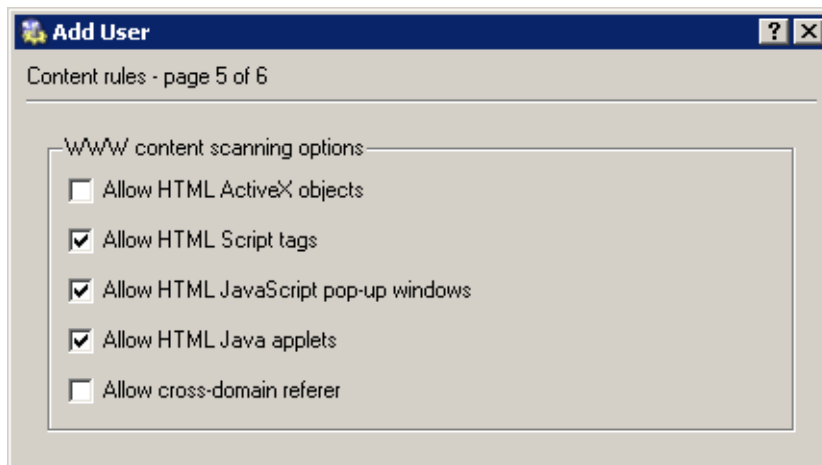 Add User
Content rules - page 5 of 6
WWW content scanning options
Allow HTML ActiveX objects
Allow HTML Script tags
Allow HTML JavaScript pop-up windows
Allow HTML Java applets
Allow cross-domain referer